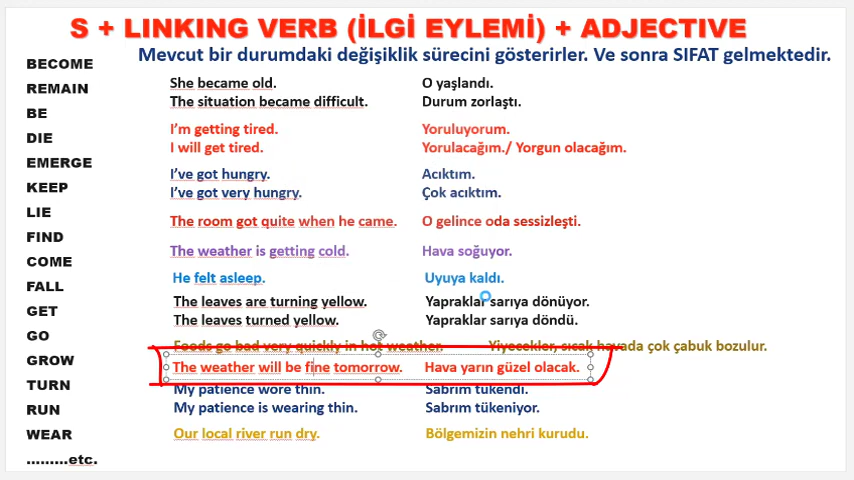 S + LINKING VERB (İLGİ EYLEMİ) + ADJECTIVE
Mevcut bir durumdaki değişiklik sürecini gösterirler. Ve sonra SIFAT gelmektedir.
BECOME
REMAIN
BE
DIE
EMERGE
KEEP
LIE
FIND
COME
FALL
GET
GO
GROW
TURN
RUN
WEAR
.........etc.
She became old. O yaşlandı.
The situation became difficult. Durum zorlaştı.
I'm getting tired. Yoruluyorum.
I will get tired. Yorulacağım./ Yorgun olacağım.
I've got hungry. Acıktım.
I've got very hungry. Çok acıktım.
The room got quite when he came. O gelince oda sessizleşti.
The weather is getting cold. Hava soğuyor.
He felt asleep. Uyuya kaldı.
The leaves are turning yellow. Yapraklar sarıya dönüyor.
The leaves turned yellow. Yapraklar sarıya döndü.
Foods go bad very quickly in hot weather. Yiyecekler, sıcak havada çok çabuk bozulur.
The weather will be fine tomorrow. Hava yarın güzel olacak.
My patience wore thin. Sabrım tükendi.
My patience is wearing thin. Sabrım tükeniyor.
Our local river run dry. Bölgemizin nehri kurudu.